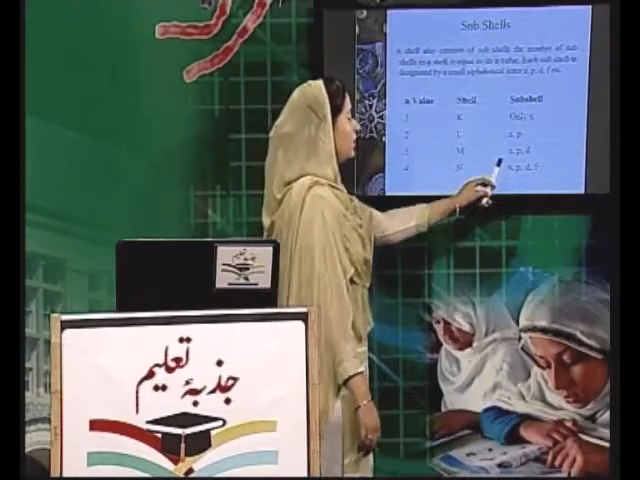 Sub Shells
A shell also consists of sub shells the number of sub
shells in a shell is equal to its n value. Each sub shell is
designated by a small alphabetical letter s, p, d, f etc
n Value Shell Subshell
1 K Only s
2 L s, p
3 M s, p, d
4 N s, p, d, f
جذبۂ تعلیم